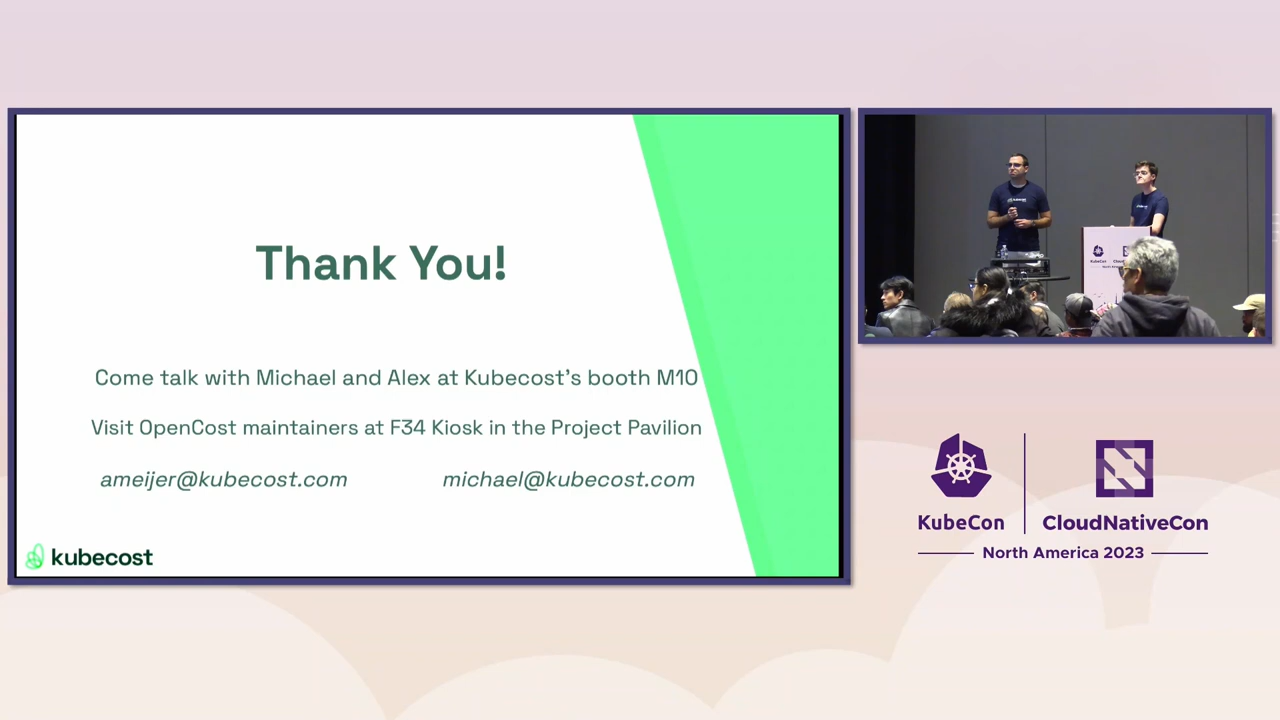 Thank You!
Come talk with Michael and Alex at Kubecost's booth M10
Visit OpenCost maintainers at F34 Kiosk in the Project Pavilion
ameijer@kubecost.com
michael@kubecost.com
kubecost
KubeCon
CloudNativeCon
North America 2023